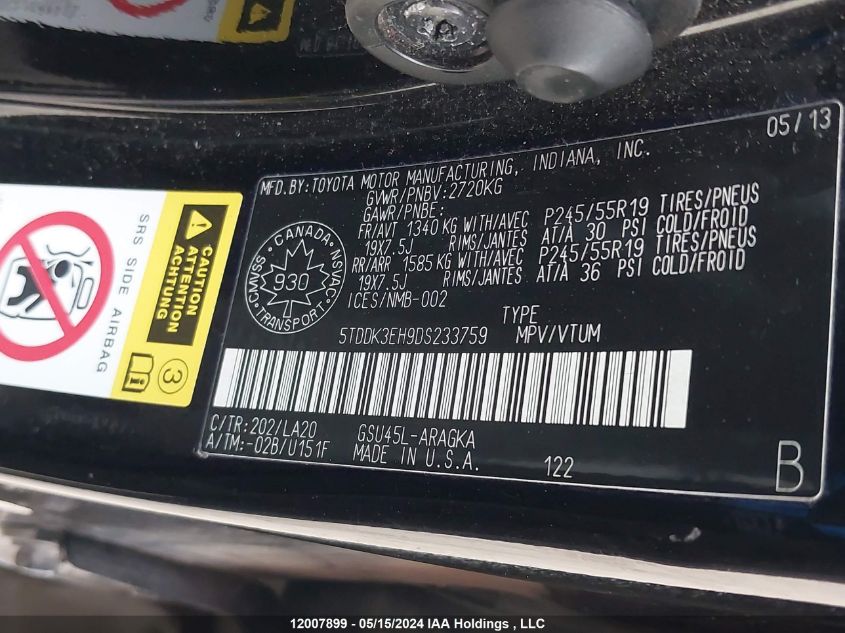 05/13
MFD.BY:TOYOTA MOTOR MANUFACTURING, INDIANA, INC.
GVWR/PNBV:2720KG
GAWR/PNBE:
FR/AVT 1340 KG WITH/AVEC P245/55R19 TIRES/PNEUS
19X7.5J RIMS/JANTES AT/A 30 PSI COLD/FROID
RR/ARR 1585 KG WITH/AVEC P245/55R19 TIRES/PNEUS
19X7.5J RIMS/JANTES AT/A 36 PSI COLD/FROID
ICES/NMB-002
CANADA
CMVSS 930 NSVAC
TRANSPORT
TYPE
5TDDK3EH9DS233759 MPV/VTUM
C/TR:202/LA20 GSU45L-ARAGKA
A/TM:-02B/U151F MADE IN U.S.A. 122 B
SRS SIDE AIRBAG
CAUTION
ATTENTION
ACHTUNG
3
12007899 - 05/15/2024 IAA Holdings , LLC